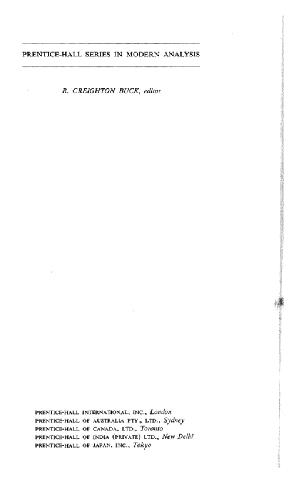 PRENTICE-HALL SERIES IN MODERN ANALYSIS
R. CREIGHTON BUCK, editor
PRENTICE-HALL INTERNATIONAL, INC., London
PRENTICE-HALL OF AUSTRALIA PTY., LTD., Sydney
PRENTICE-HALL OF CANADA, LTD., Toronto
PRENTICE-HALL OF INDIA (PRIVATE) LTD., New Delhi
PRENTICE-HALL OF JAPAN, INC., Tokyo